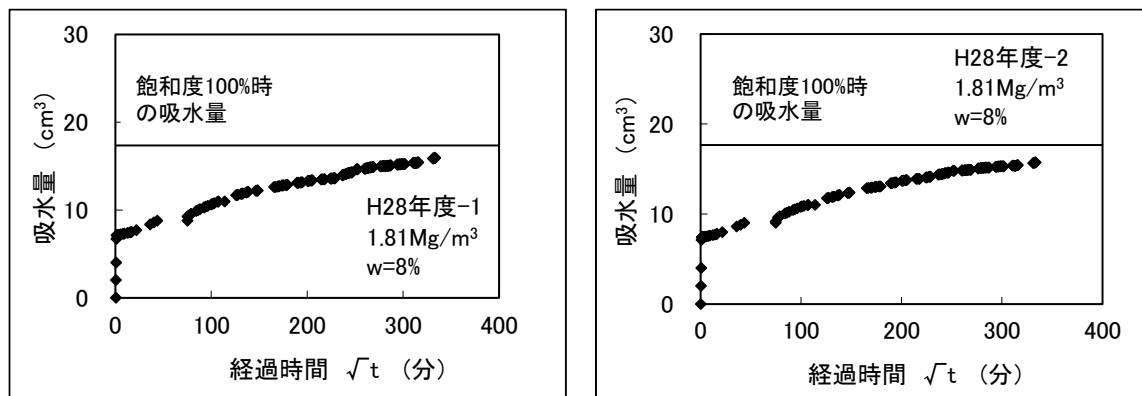 30
20
10
0
吸水量 (cm³)
飽和度100%時
の吸水量
H28年度-1
1.81Mg/m³
w=8%
0 100 200 300 400
経過時間 √t (分)
30
20
10
0
吸水量 (cm³)
飽和度100%時
の吸水量
H28年度-2
1.81Mg/m³
w=8%
0 100 200 300 400
経過時間 √t (分)